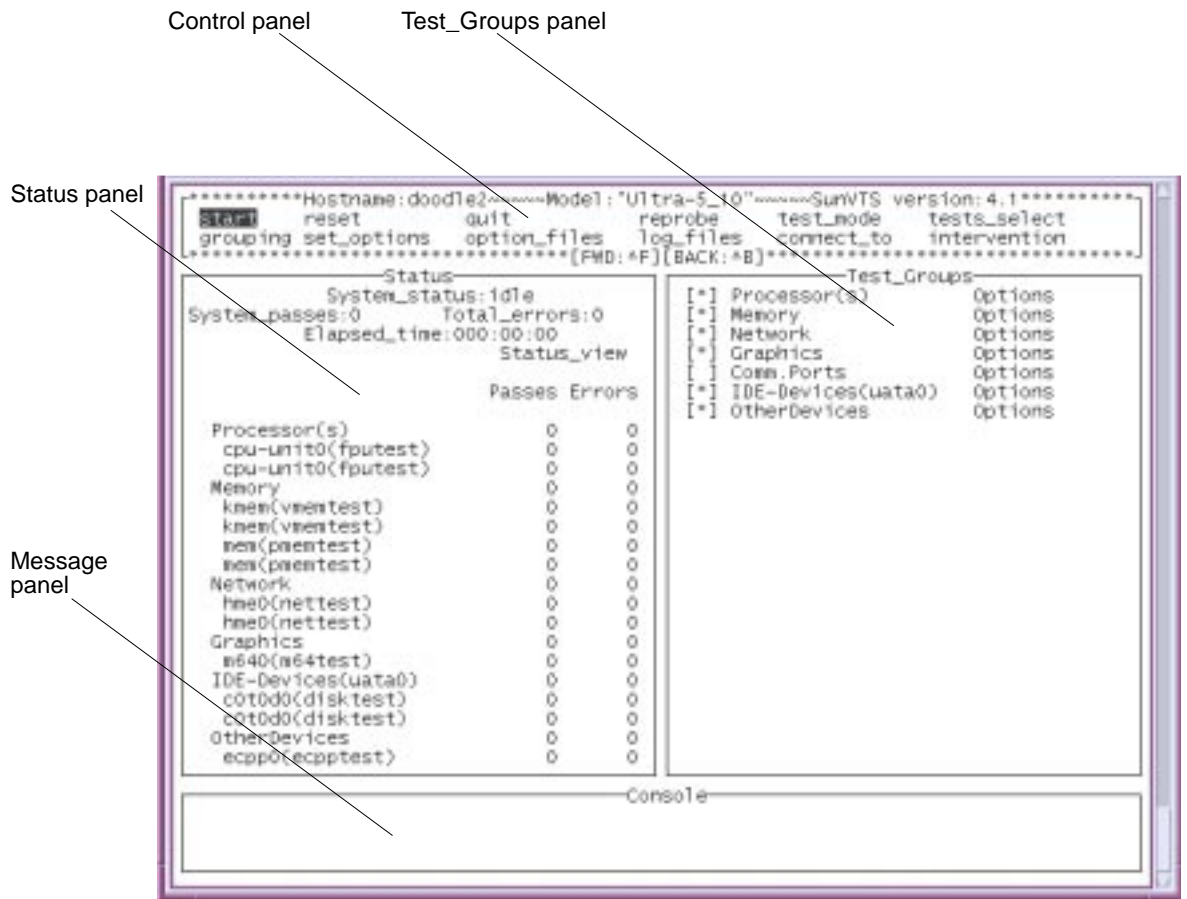 Control panel
Test_Groups panel
Status panel
Message
panel
**********Hostname:doodle2~~~~~Model:"Ultra-5_10"~~~~~SunVTS version:4.1************
start reset quit reprobe test_mode tests_select
grouping set_options option_files log_files connect_to intervention
[FWD:^F][BACK:^B]
Status
System_status:idle
System_passes:0 Total_errors:0
Elapsed_time:000:00:00
Status_view
Passes Errors
Processor(s) 0 0
cpu-unit0(fputest) 0 0
cpu-unit0(fputest) 0 0
Memory 0 0
kmem(vmemtest) 0 0
kmem(vmemtest) 0 0
mem(pmemtest) 0 0
mem(pmemtest) 0 0
Network 0 0
hme0(nettest) 0 0
hme0(nettest) 0 0
Graphics 0 0
m640(m64test) 0 0
IDE-Devices(uata0) 0 0
c0t0d0(disktest) 0 0
c0t0d0(disktest) 0 0
OtherDevices 0 0
ecpp0(ecpptest) 0 0
Test_Groups
[*] Processor(s) Options
[*] Memory Options
[*] Network Options
[*] Graphics Options
[ ] Comm.Ports Options
[*] IDE-Devices(uata0) Options
[*] OtherDevices Options
Console